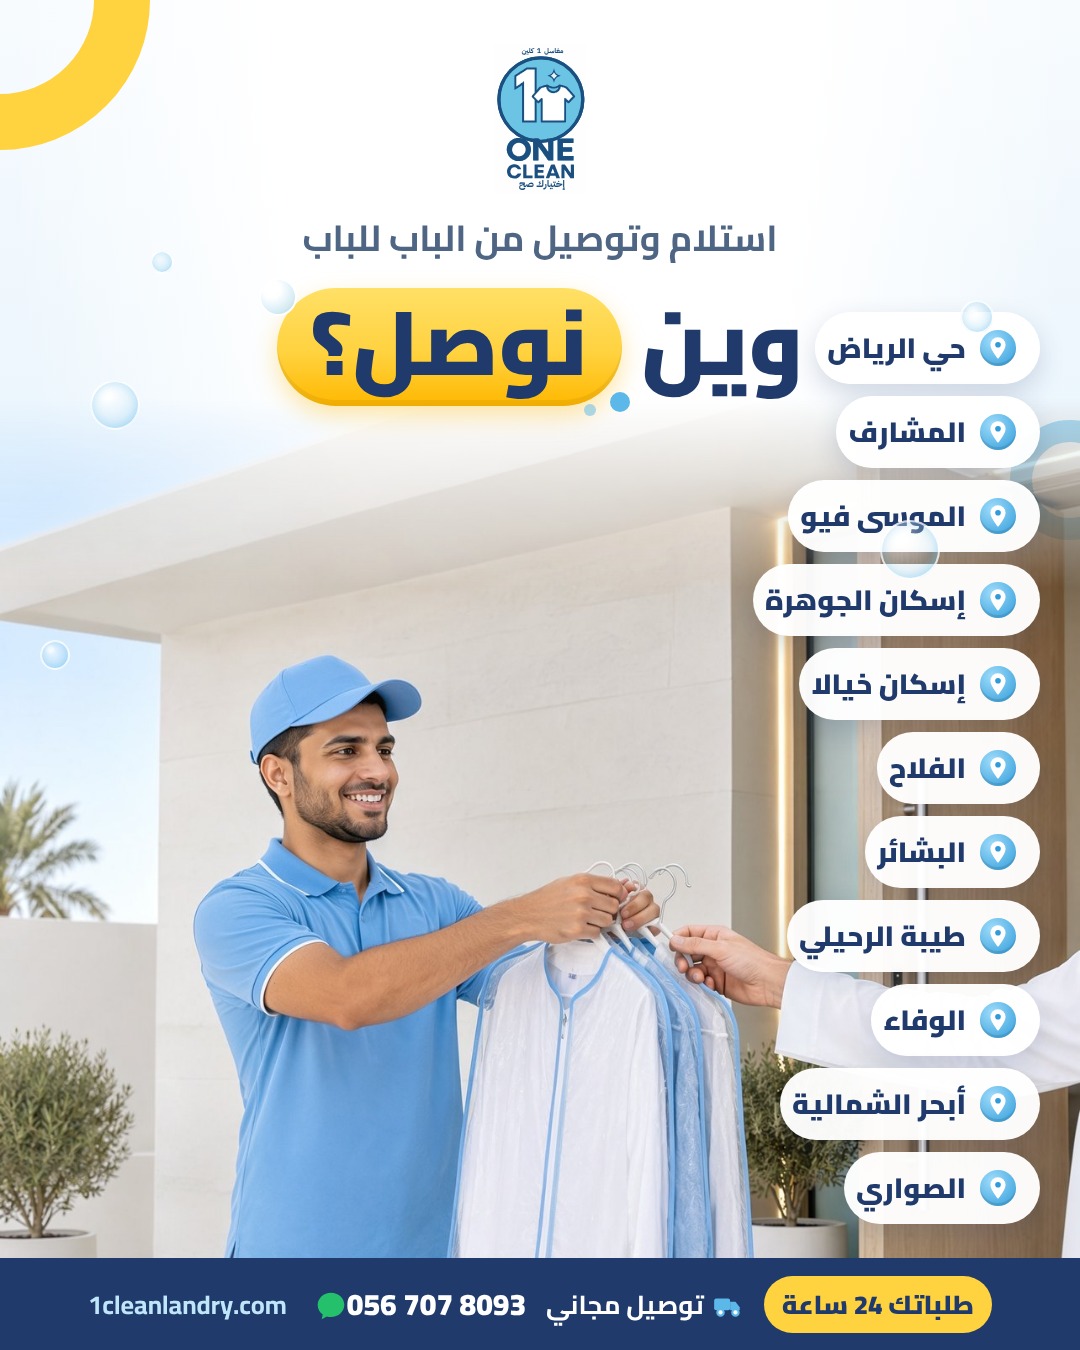 مغاسل 1 كلين
1
ONE
CLEAN
إختيارك صح
استلام وتوصيل من الباب للباب
وين نوصل؟
حي الرياض
المشارف
الموسى فيو
إسكان الجوهرة
إسكان خيالا
الفلاح
البشائر
طيبة الرحيلي
الوفاء
أبحر الشمالية
الصواري
طلباتك 24 ساعة
توصيل مجاني
056 707 8093
1cleanlandry.com